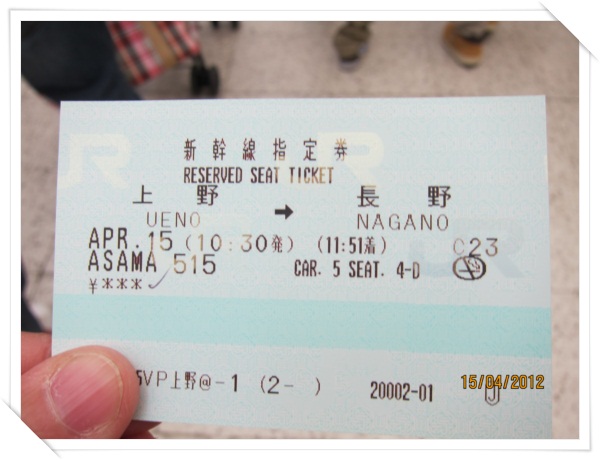 新幹線指定券
RESERVED SEAT TICKET
上野 → 長野
UENO NAGANO
APR. 15 (10:30発) (11:51着) C23
ASAMA 515 CAR. 5 SEAT. 4-D
¥***
5VP上野@-1 (2- ) 20002-01
15/04/2012